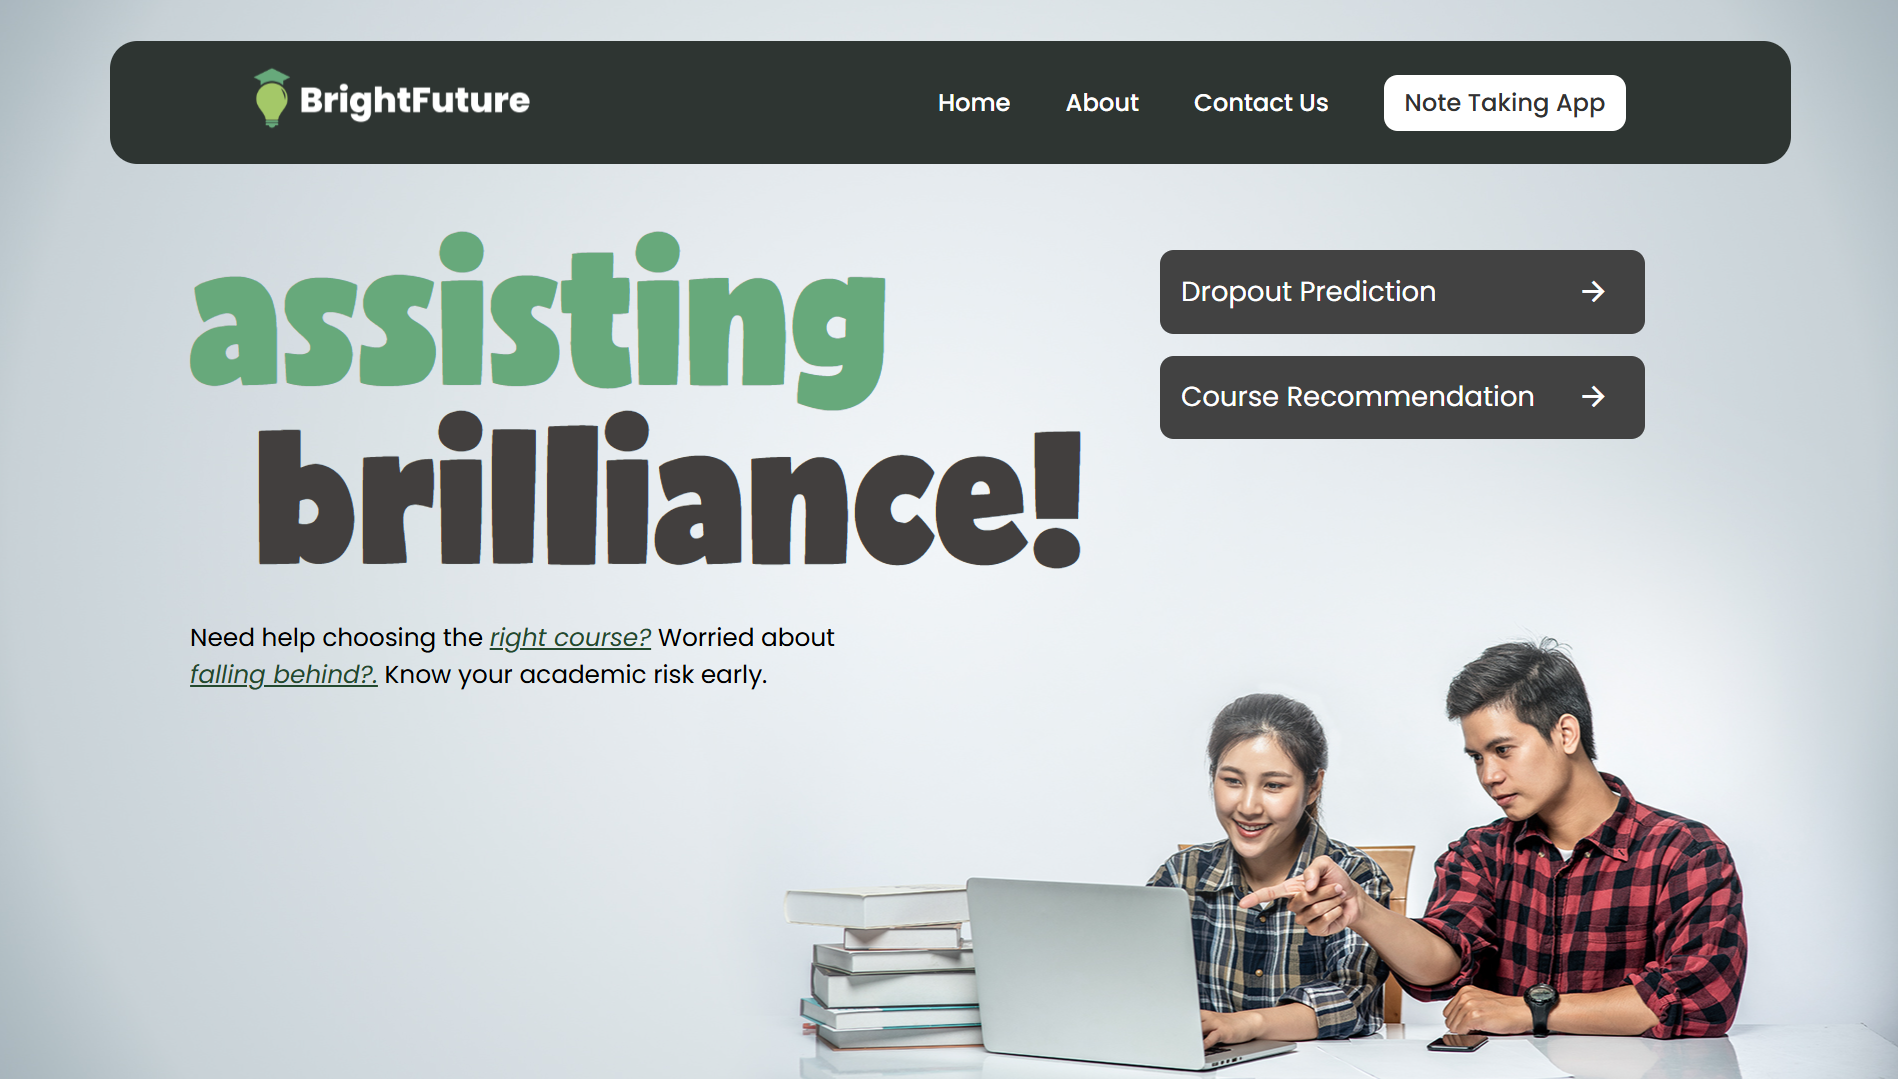 BrightFuture
Home
About
Contact Us
Note Taking App
assisting
brilliance!
Dropout Prediction
Course Recommendation
Need help choosing the right course? Worried about
falling behind?. Know your academic risk early.